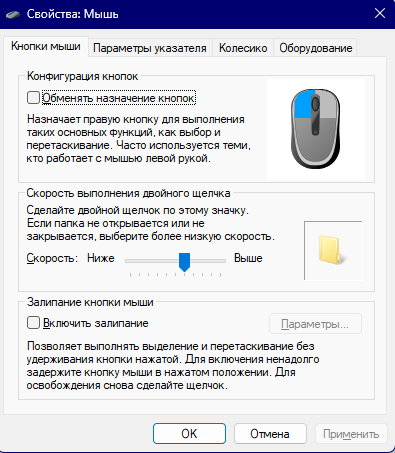 Свойства: Мышь
Кнопки мыши
Параметры указателя
Колесико
Оборудование
Конфигурация кнопок
Обменять назначение кнопок
Назначает правую кнопку для выполнения
таких основных функций, как выбор и
перетаскивание. Часто используется теми,
кто работает с мышью левой рукой.
Скорость выполнения двойного щелчка
Сделайте двойной щелчок по этому значку.
Если папка не открывается или не
закрывается, выберите более низкую скорость.
Скорость: Ниже Выше
Залипание кнопки мыши
Включить залипание
Параметры...
Позволяет выполнять выделение и перетаскивание без
удерживания кнопки нажатой. Для включения ненадолго
задержите кнопку мыши в нажатом положении. Для
освобождения снова сделайте щелчок.
ОК Отмена Применить